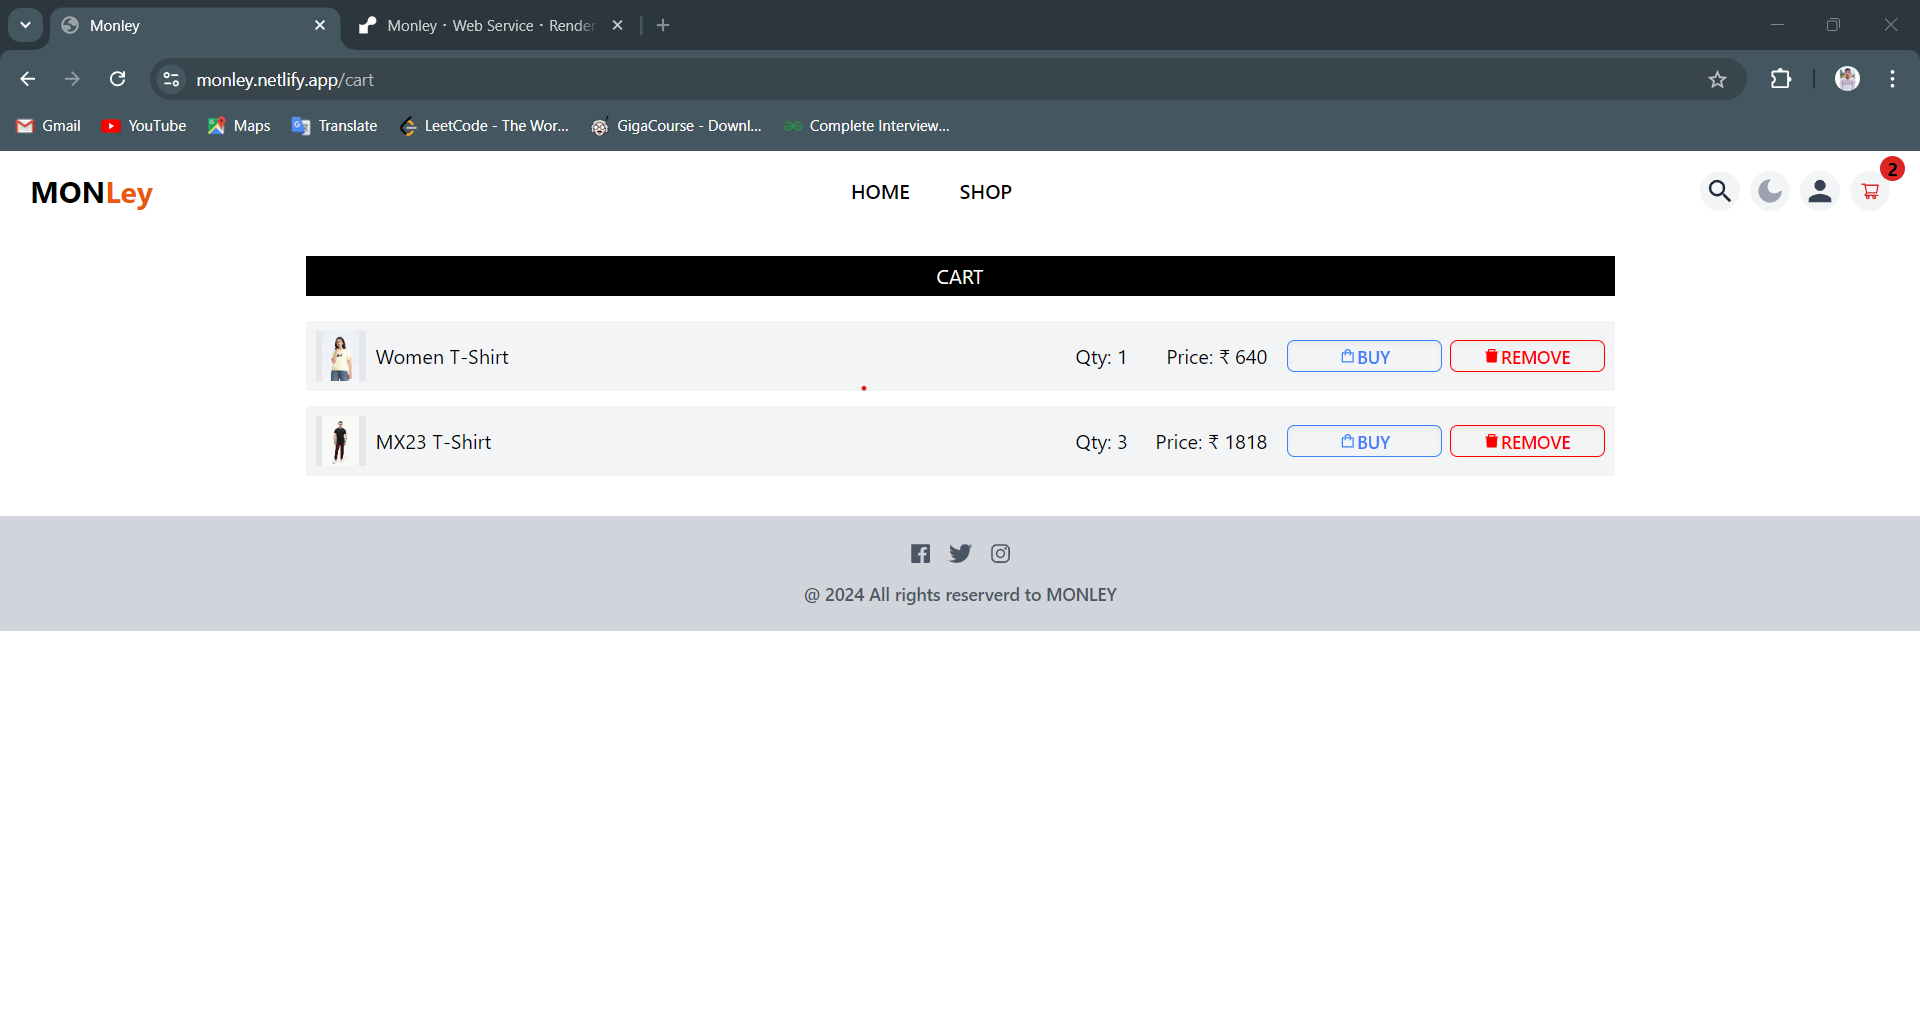 Monley
Monley · Web Service · Render
monley.netlify.app/cart
Gmail YouTube Maps Translate LeetCode - The Wor... GigaCourse - Downl... Complete Interview...
MONLey HOME SHOP 2
CART
Women T-Shirt Qty: 1 Price: ₹ 640 BUY REMOVE
MX23 T-Shirt Qty: 3 Price: ₹ 1818 BUY REMOVE
@ 2024 All rights reserverd to MONLEY